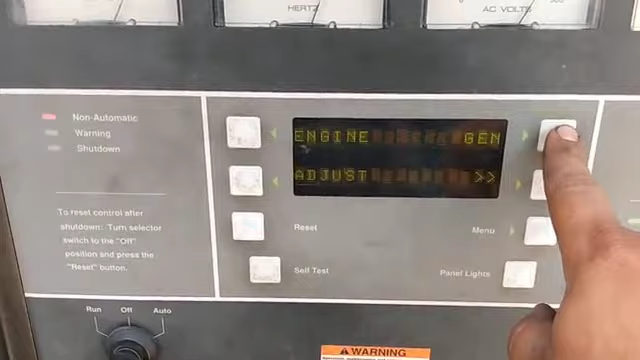 HERTZ
AC VOLTS
Non-Automatic
Warning
Shutdown
ENGINE GEN
ADJUST >>
To reset control after
shutdown: Turn selector
switch to the "Off"
position and press the
"Reset" button.
Reset
Menu
Self Test
Panel Lights
Run Off Auto
WARNING